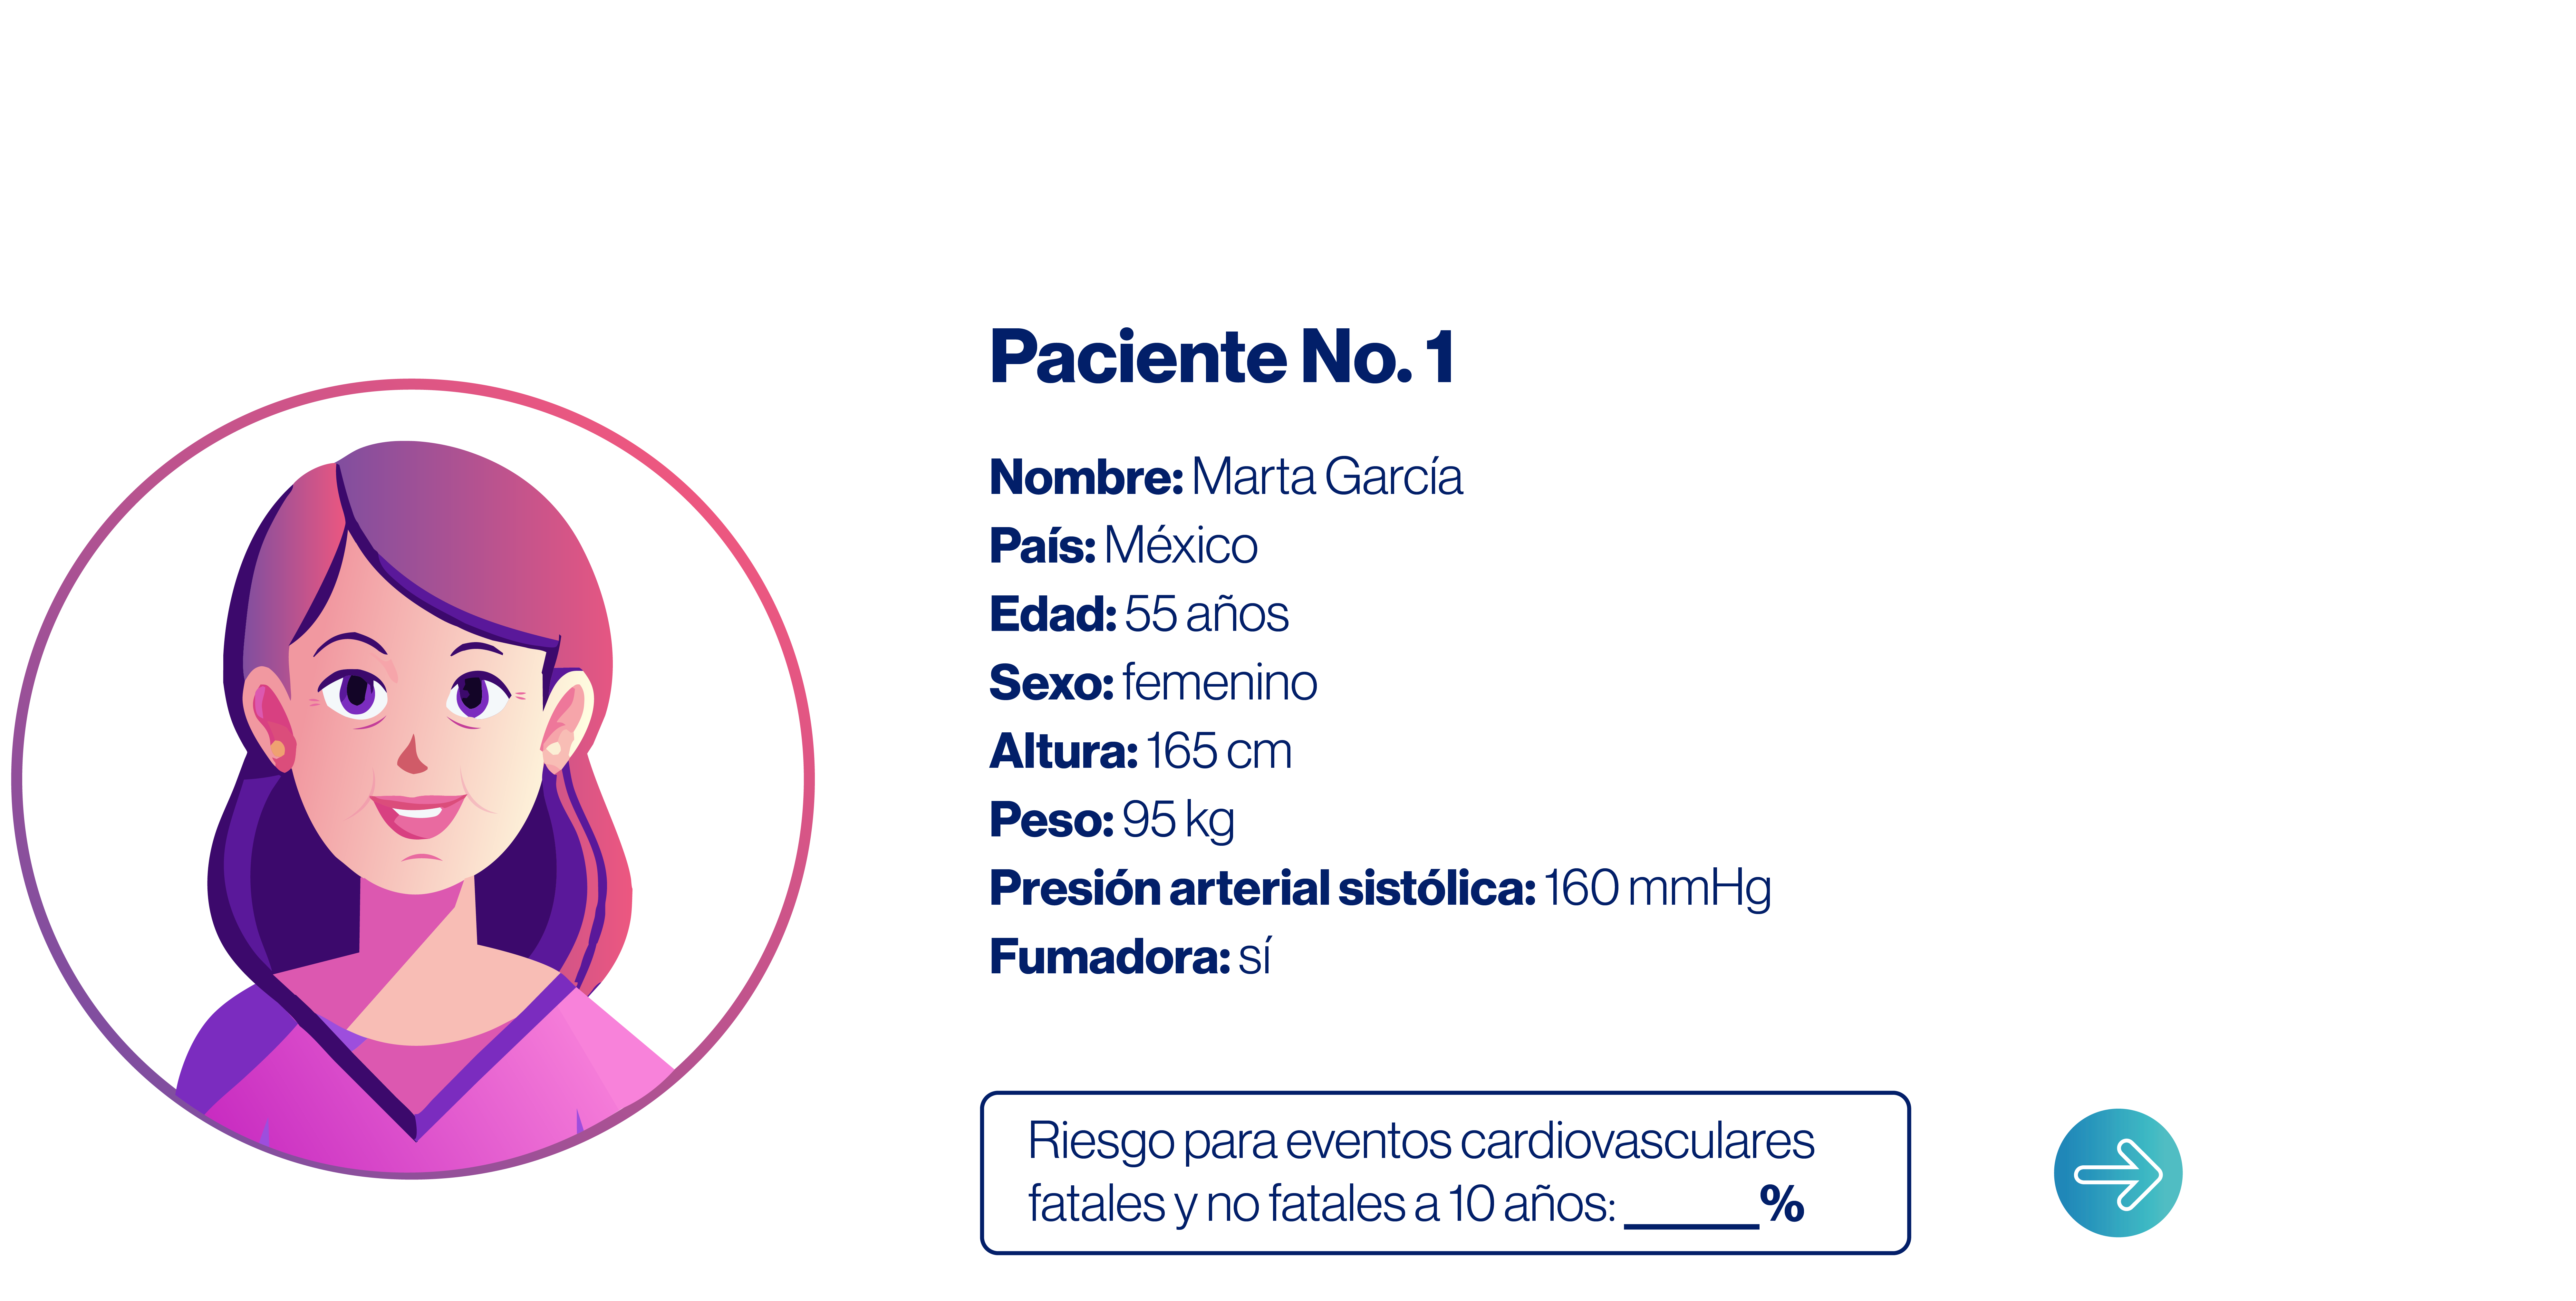 Paciente No. 1
Nombre: Marta García
País: México
Edad: 55 años
Sexo: femenino
Altura: 165 cm
Peso: 95 kg
Presión arterial sistólica: 160 mmHg
Fumadora: sí
Riesgo para eventos cardiovasculares
fatales y no fatales a 10 años: ______%